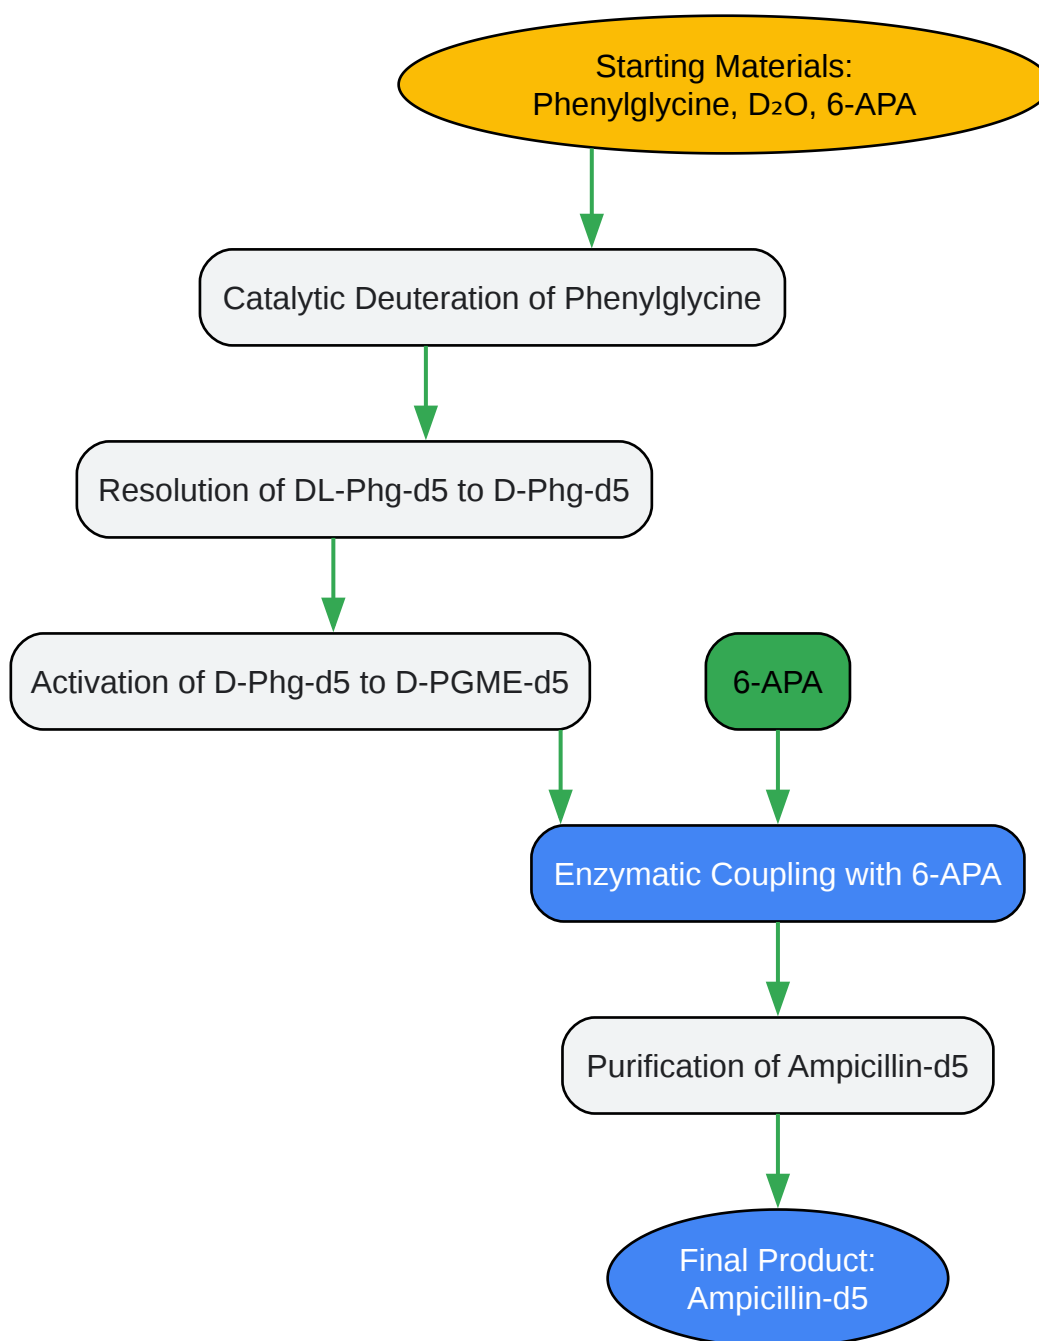 Starting Materials:
Phenylglycine, D₂O, 6-APA
Catalytic Deuteration of Phenylglycine
Resolution of DL-Phg-d5 to D-Phg-d5
Activation of D-Phg-d5 to D-PGME-d5
6-APA
Enzymatic Coupling with 6-APA
Purification of Ampicillin-d5
Final Product:
Ampicillin-d5